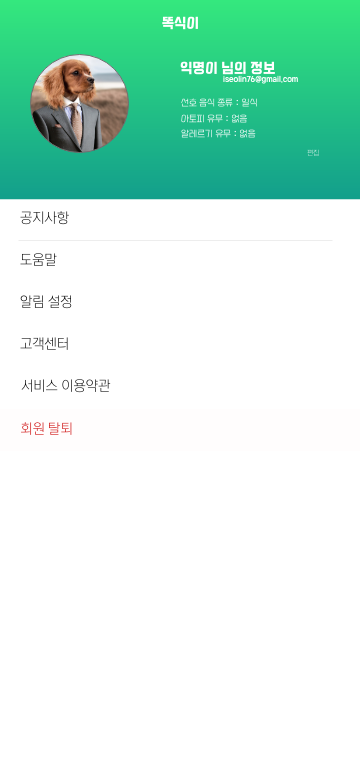 똑식이
익명이 님의 정보
iseolin76@gmail.com
선호 음식 종류 : 일식
아토피 유무 : 없음
알레르기 유무 : 없음
편집
공지사항
도움말
알림 설정
고객센터
서비스 이용약관
회원 탈퇴